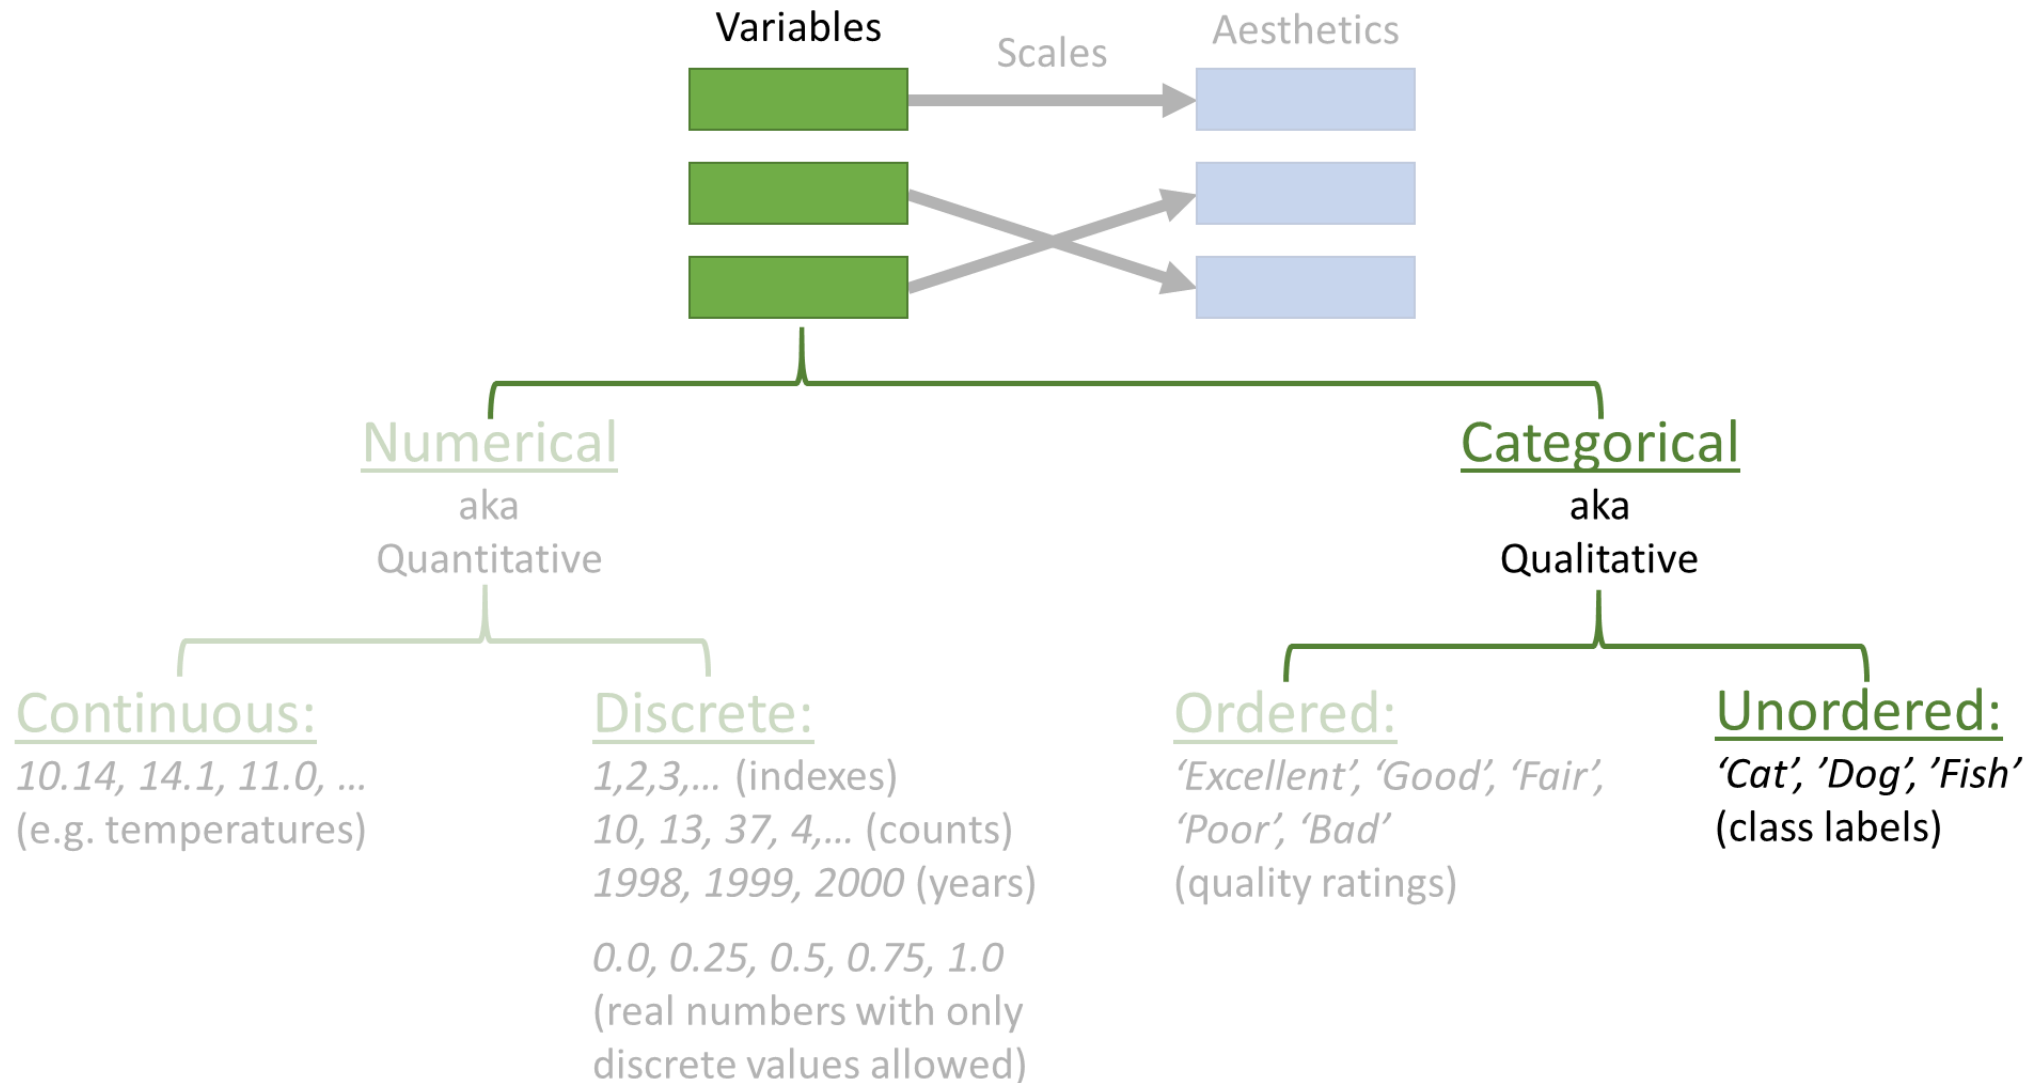 Variables
Scales
Aesthetics
Numerical
aka
Quantitative
Categorical
aka
Qualitative
Continuous:
10.14, 14.1, 11.0, …
(e.g. temperatures)
Discrete:
1,2,3,… (indexes)
10, 13, 37, 4,… (counts)
1998, 1999, 2000 (years)
0.0, 0.25, 0.5, 0.75, 1.0
(real numbers with only
discrete values allowed)
Ordered:
‘Excellent’, ‘Good’, ‘Fair’,
‘Poor’, ‘Bad’
(quality ratings)
Unordered:
‘Cat’, ’Dog’, ’Fish’
(class labels)